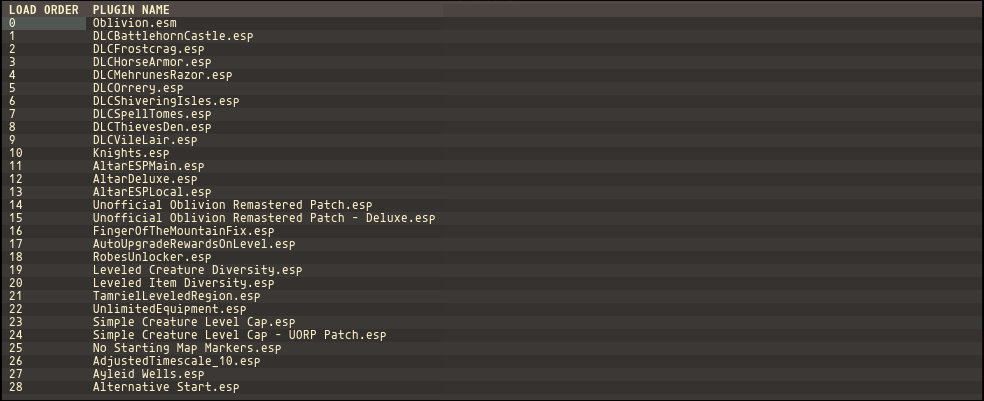 LOAD ORDER PLUGIN NAME
0 Oblivion.esm
1 DLCBattlehornCastle.esp
2 DLCFrostcrag.esp
3 DLCHorseArmor.esp
4 DLCMehrunesRazor.esp
5 DLCOrrery.esp
6 DLCShiveringIsles.esp
7 DLCSpellTomes.esp
8 DLCThievesDen.esp
9 DLCVileLair.esp
10 Knights.esp
11 AltarESPMain.esp
12 AltarDeluxe.esp
13 AltarESPLocal.esp
14 Unofficial Oblivion Remastered Patch.esp
15 Unofficial Oblivion Remastered Patch - Deluxe.esp
16 FingerOfTheMountainFix.esp
17 AutoUpgradeRewardsOnLevel.esp
18 RobesUnlocker.esp
19 Leveled Creature Diversity.esp
20 Leveled Item Diversity.esp
21 TamrielLeveledRegion.esp
22 UnlimitedEquipment.esp
23 Simple Creature Level Cap.esp
24 Simple Creature Level Cap - UORP Patch.esp
25 No Starting Map Markers.esp
26 AdjustedTimescale_10.esp
27 Ayleid Wells.esp
28 Alternative Start.esp